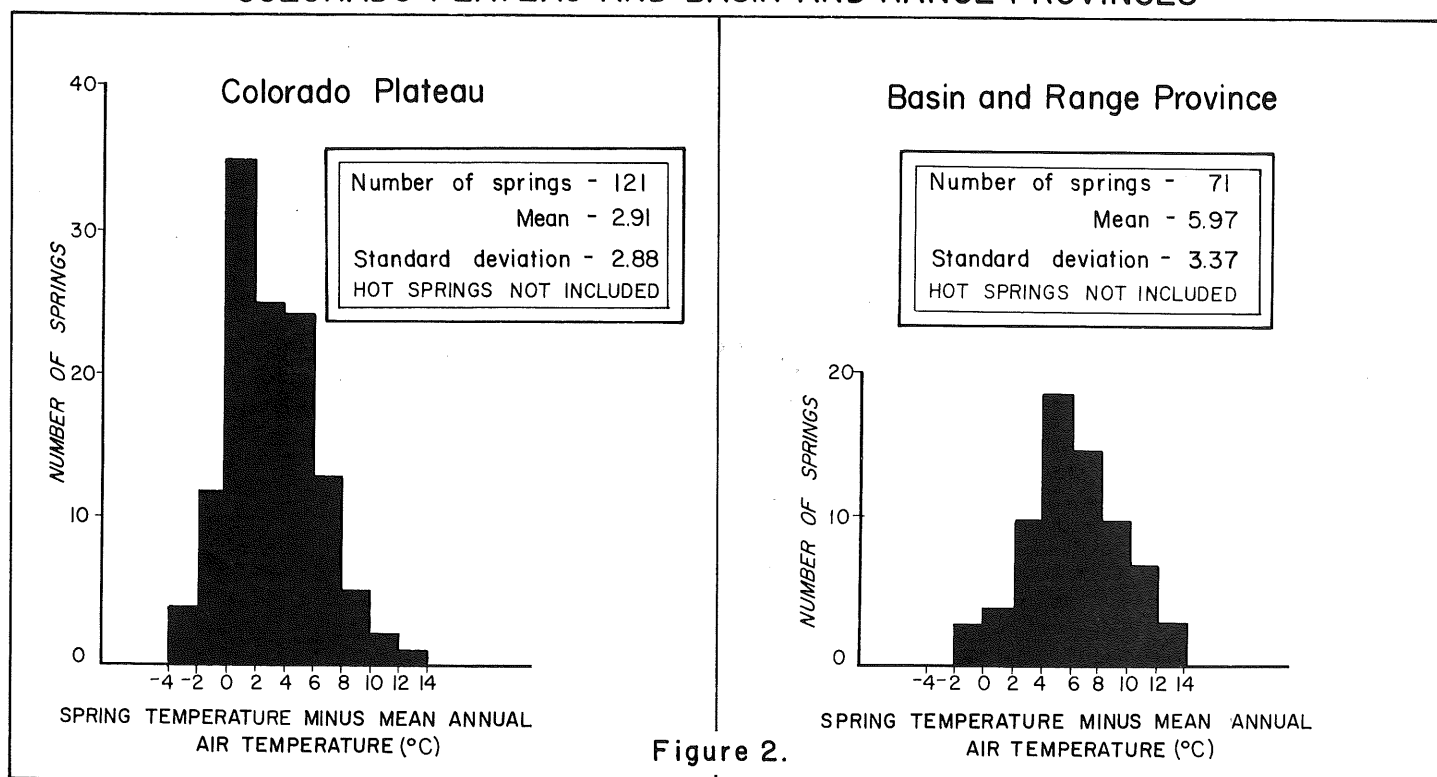 Colorado Plateau
40
30
20
10
0
NUMBER OF SPRINGS
Number of springs - 121
Mean - 2.91
Standard deviation - 2.88
HOT SPRINGS NOT INCLUDED
-4 -2 0 2 4 6 8 10 12 14
SPRING TEMPERATURE MINUS MEAN ANNUAL
AIR TEMPERATURE (°C)
Basin and Range Province
Number of springs - 71
Mean - 5.97
Standard deviation - 3.37
HOT SPRINGS NOT INCLUDED
20
10
0
NUMBER OF SPRINGS
-4 -2 0 2 4 6 8 10 12 14
SPRING TEMPERATURE MINUS MEAN ANNUAL
AIR TEMPERATURE (°C)
Figure 2.